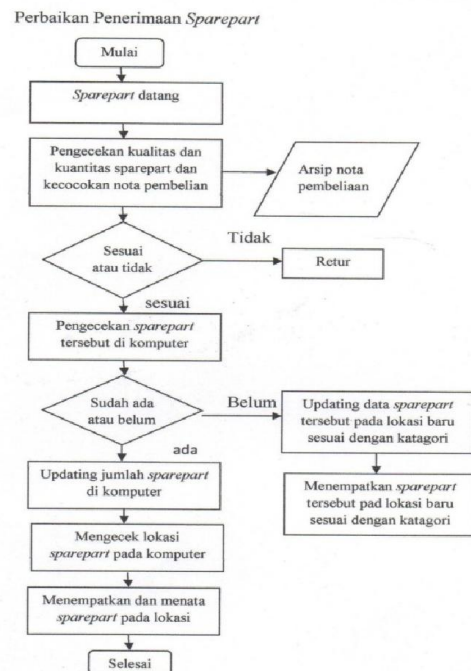 Perbaikan Penerimaan Sparepart
Mulai
Sparepart datang
Pengecekan kualitas dan
kuantitas sparepart dan
kecocokan nota pembelian
Arsip nota
pembeliaan
Sesuai
atau tidak
Tidak
Retur
sesuai
Pengecekan sparepart
tersebut di komputer
Sudah ada
atau belum
Belum
Updating data sparepart
tersebut pada lokasi baru
sesuai dengan katagori
ada
Updating jumlah sparepart
di komputer
Menempatkan sparepart
tersebut pad lokasi baru
sesuai dengan katagori
Mengecek lokasi
sparepart pada komputer
Menempatkan dan menata
sparepart pada lokasi
Selesai